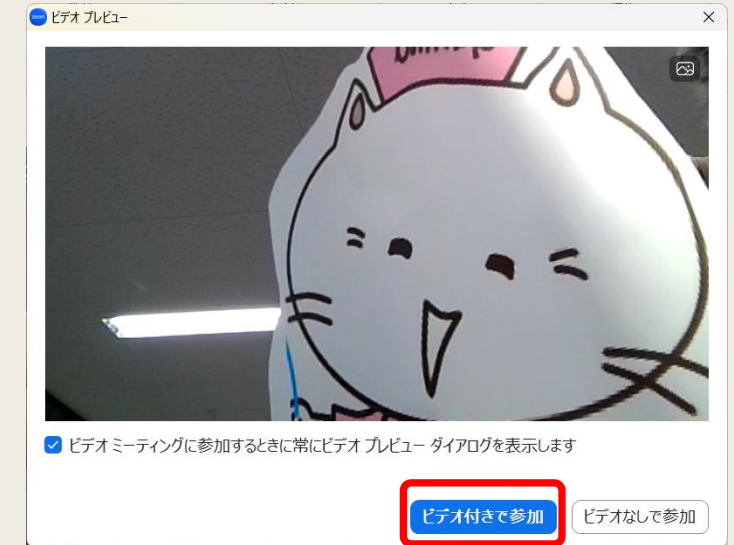 zoom
ビデオ プレビュー
ビデオ ミーティングに参加するときに常にビデオ プレビュー ダイアログを表示します
ビデオ付きで参加
ビデオなしで参加